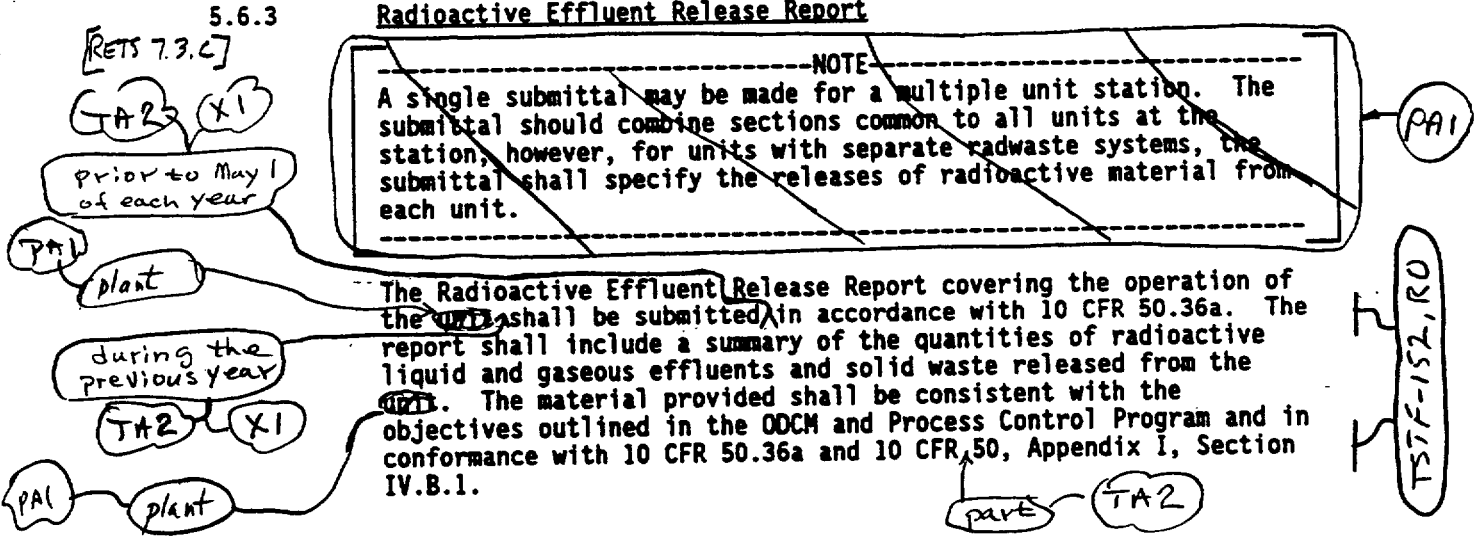 5.6.3 Radioactive Effluent Release Report
[RETS 7.3.C]
NOTE
A single submittal may be made for a multiple unit station. The
submittal should combine sections common to all units at the
station; however, for units with separate radwaste systems, the
submittal shall specify the releases of radioactive material from
each unit.
PA1
TA2 X1
prior to May 1
of each year
PA1
plant
The Radioactive Effluent Release Report covering the operation of
the unit shall be submitted in accordance with 10 CFR 50.36a. The
report shall include a summary of the quantities of radioactive
liquid and gaseous effluents and solid waste released from the
unit. The material provided shall be consistent with the
objectives outlined in the ODCM and Process Control Program and in
conformance with 10 CFR 50.36a and 10 CFR 50, Appendix I, Section
IV.B.1.
during the
previous year
TA2 X1
PA1 plant
part TA2
TSTF-152, R0